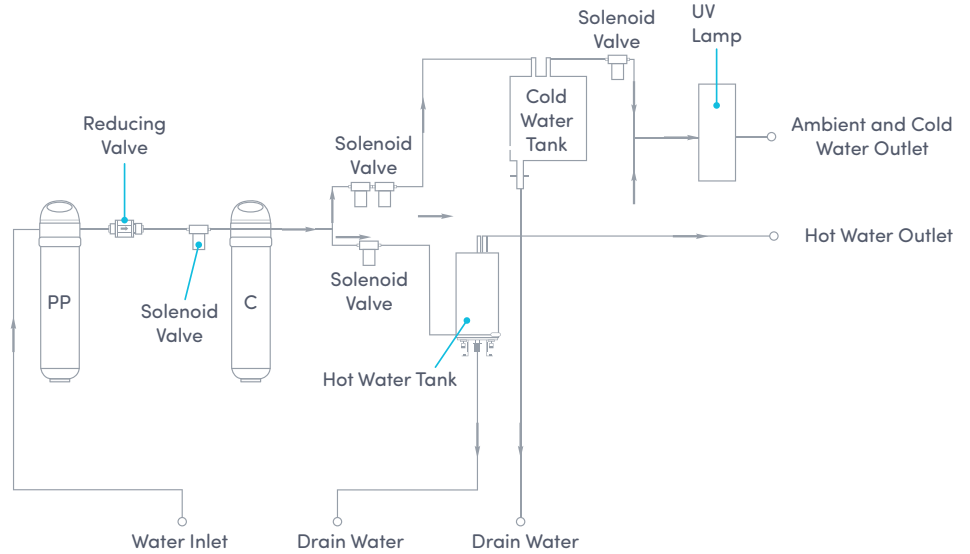 Solenoid
Valve
UV
Lamp
Reducing
Valve
Solenoid
Valve
Cold
Water
Tank
Ambient and Cold
Water Outlet
Hot Water Outlet
PP
Solenoid
Valve
C
Solenoid
Valve
Hot Water Tank
Water Inlet
Drain Water
Drain Water